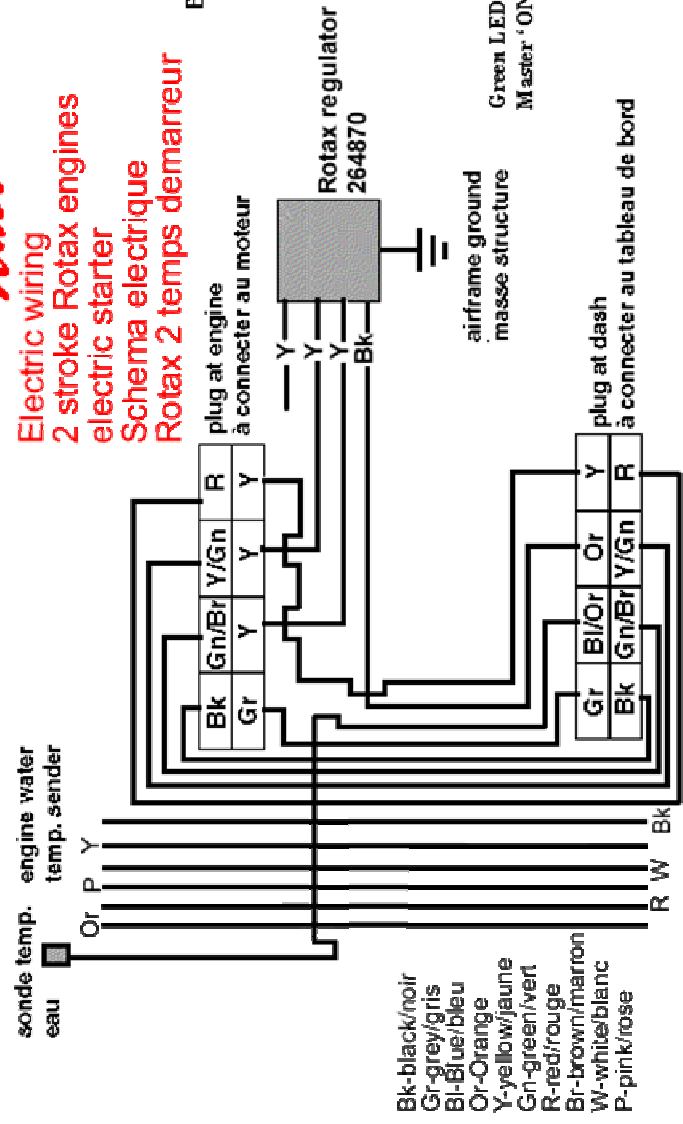 Electric wiring
2 stroke Rotax engines
electric starter
Schema electrique
Rotax 2 temps demarreur
plug at engine
à connecter au moteur
R
Y/Gn
Gn/Br
Bk
Y
Y
Y
Gr
Rotax regulator
264870
Y
Y
Y
Bk
airframe ground
masse structure
Green LED
Master 'ON
plug at dash
à connecter au tableau de bord
Y
Or
Bl/Or
Gr
R
Y/Gn
Gn/Br
Bk
sonde temp.
eau
engine water
temp. sender
Or
P
Y
R
W
Bk
Bk-black/noir
Gr-grey/gris
Bl-Blue/bleu
Or-Orange
Y-yellow/jaune
Gn-green/vert
R-red/rouge
Br-brown/marron
W-white/blanc
P-pink/rose